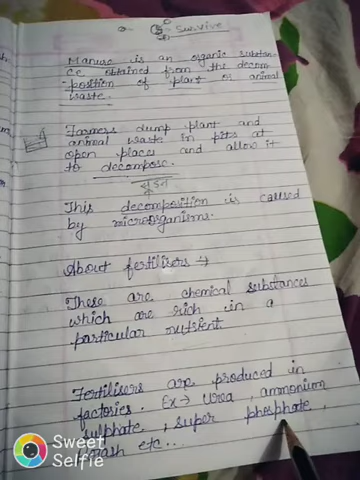 Survive
Manure is an organic substan-
ce obtained from the decom
-position of plant or animal
waste.
Farmers dump plant and
animal waste in pits at
open places and allow it
to decompose.
सड़न
This decomposition is caused
by microorganisms.
About fertilisers →
These are chemical substances
which are rich in a
particular nutrient.
Fertilisers are produced in
factories. Ex → Urea, ammonium
sulphate, super phosphate,
potash etc...
Sweet
Selfie